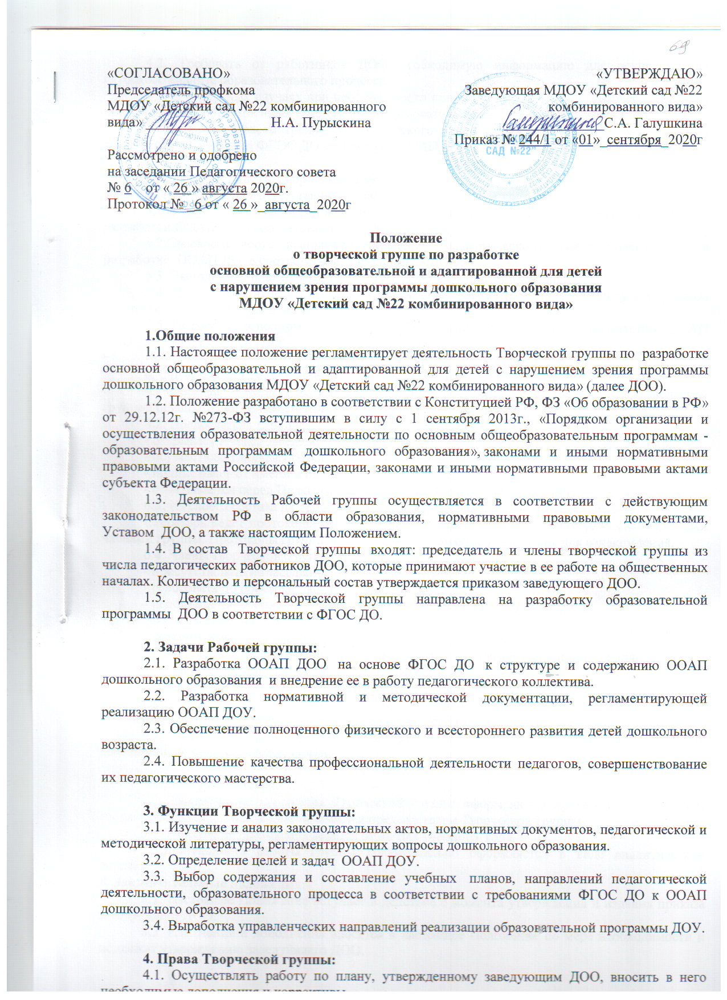 69
«СОГЛАСОВАНО»
Председатель профкома
МДОУ «Детский сад №22 комбинированного
вида» ________________ Н.А. Пурыскина
Рассмотрено и одобрено
на заседании Педагогического совета
№ 6 от « 26 » августа 2020г.
Протокол № _6 от « 26 »_августа_2020г
«УТВЕРЖДАЮ»
Заведующая МДОУ «Детский сад №22
комбинированного вида»
______________С.А. Галушкина
Приказ № 244/1 от «01»_сентября_2020г
САД №22"
Положение
о творческой группе по разработке
основной общеобразовательной и адаптированной для детей
с нарушением зрения программы дошкольного образования
МДОУ «Детский сад №22 комбинированного вида»
1.Общие положения
1.1. Настоящее положение регламентирует деятельность Творческой группы по разработке
основной общеобразовательной и адаптированной для детей с нарушением зрения программы
дошкольного образования МДОУ «Детский сад №22 комбинированного вида» (далее ДОО).
1.2. Положение разработано в соответствии с Конституцией РФ, ФЗ «Об образовании в РФ»
от 29.12.12г. №273-ФЗ вступившим в силу с 1 сентября 2013г., «Порядком организации и
осуществления образовательной деятельности по основным общеобразовательным программам -
образовательным программам дошкольного образования», законами и иными нормативными
правовыми актами Российской Федерации, законами и иными нормативными правовыми актами
субъекта Федерации.
1.3. Деятельность Рабочей группы осуществляется в соответствии с действующим
законодательством РФ в области образования, нормативными правовыми документами,
Уставом ДОО, а также настоящим Положением.
1.4. В состав Творческой группы входят: председатель и члены творческой группы из
числа педагогических работников ДОО, которые принимают участие в ее работе на общественных
началах. Количество и персональный состав утверждается приказом заведующего ДОО.
1.5. Деятельность Творческой группы направлена на разработку образовательной
программы ДОО в соответствии с ФГОС ДО.
2. Задачи Рабочей группы:
2.1. Разработка ООАП ДОО на основе ФГОС ДО к структуре и содержанию ООАП
дошкольного образования и внедрение ее в работу педагогического коллектива.
2.2. Разработка нормативной и методической документации, регламентирующей
реализацию ООАП ДОУ.
2.3. Обеспечение полноценного физического и всестороннего развития детей дошкольного
возраста.
2.4. Повышение качества профессиональной деятельности педагогов, совершенствование
их педагогического мастерства.
3. Функции Творческой группы:
3.1. Изучение и анализ законодательных актов, нормативных документов, педагогической и
методической литературы, регламентирующих вопросы дошкольного образования.
3.2. Определение целей и задач ООАП ДОУ.
3.3. Выбор содержания и составление учебных планов, направлений педагогической
деятельности, образовательного процесса в соответствии с требованиями ФГОС ДО к ООАП
дошкольного образования.
3.4. Выработка управленческих направлений реализации образовательной программы ДОУ.
4. Права Творческой группы:
4.1. Осуществлять работу по плану, утвержденному заведующим ДОО, вносить в него
необходимые дополнения и коррективы.